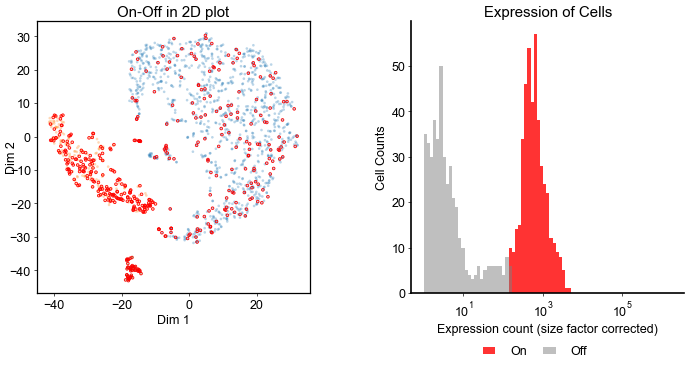 On-Off in 2D plot
Expression of Cells
30
20
10
0
−10
−20
−30
−40
Dim 2
−40
−20
0
20
Dim 1
50
40
30
20
10
0
Cell Counts
10^1
10^3
10^5
Expression count (size factor corrected)
On
Off